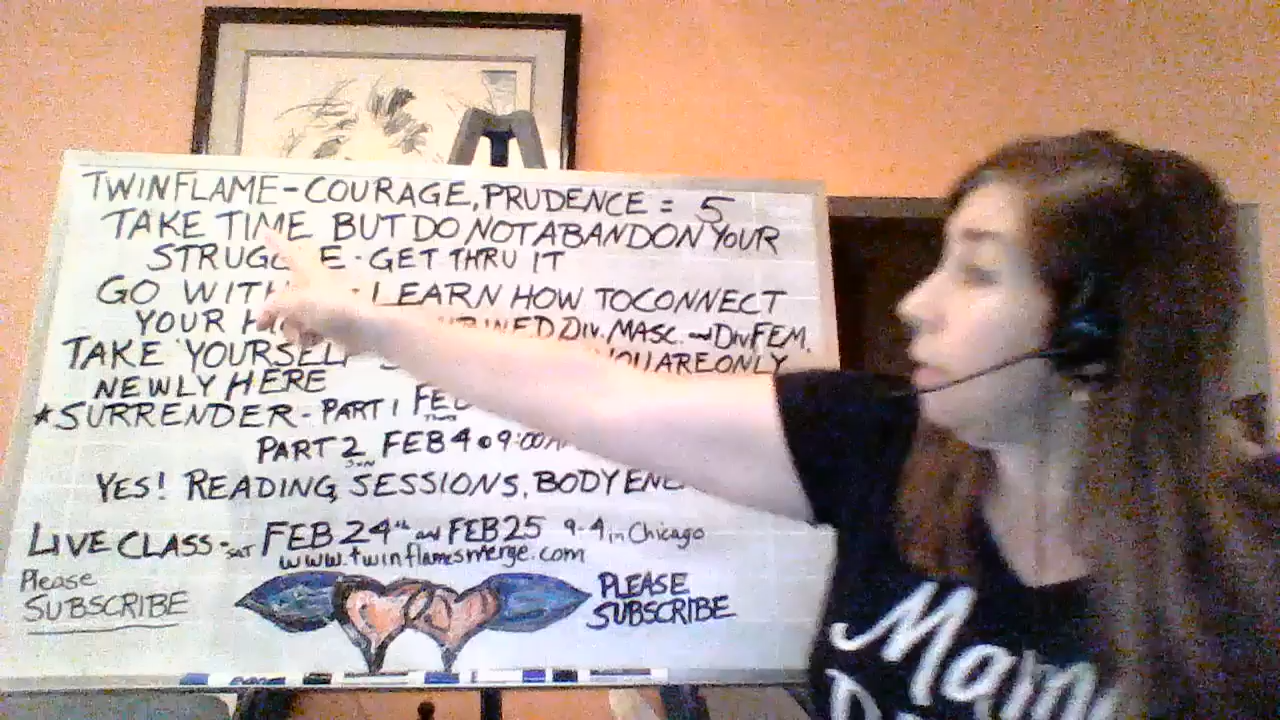 TWINFLAME-COURAGE, PRUDENCE = 5
TAKE TIME BUT DO NOT ABANDON YOUR
STRUGG E - GET THRU IT
GO WITH LEARN HOW TO CONNECT
YOUR DIV. MASC. and DIV FEM.
TAKE YOURSEL YOU ARE ONLY
NEWLY HERE
*SURRENDER - PART 1
PART 2 SUN FEB 4 @ 9:00
YES! READING, SESSIONS, BODY
LIVE CLASS - SAT FEB 24th and FEB 25 9-4 in Chicago
www.twinflamesmerge.com
Please
SUBSCRIBE
PLEASE
SUBSCRIBE
Mam